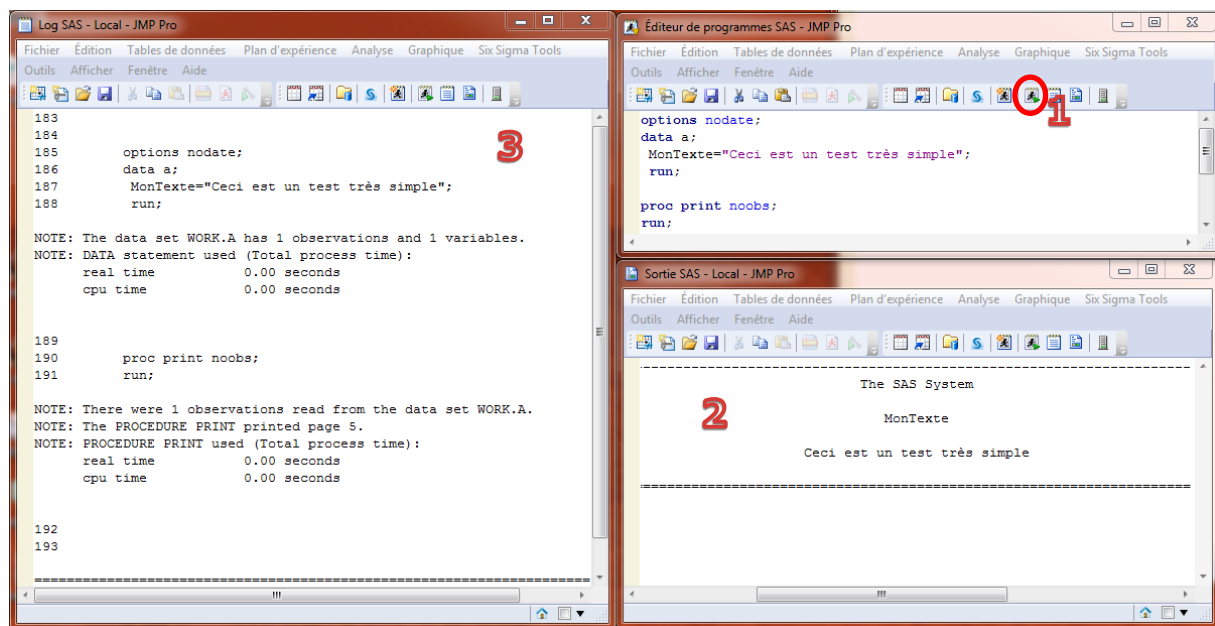 Log SAS - Local - JMP Pro
Fichier Édition Tables de données Plan d'expérience Analyse Graphique Six Sigma Tools
Outils Afficher Fenêtre Aide
183
184
185 options nodate;
186 data a;
187 MonTexte="Ceci est un test très simple";
188 run;
NOTE: The data set WORK.A has 1 observations and 1 variables.
NOTE: DATA statement used (Total process time):
real time 0.00 seconds
cpu time 0.00 seconds
189
190 proc print noobs;
191 run;
NOTE: There were 1 observations read from the data set WORK.A.
NOTE: The PROCEDURE PRINT printed page 5.
NOTE: PROCEDURE PRINT used (Total process time):
real time 0.00 seconds
cpu time 0.00 seconds
192
193
3
Éditeur de programmes SAS - JMP Pro
Fichier Édition Tables de données Plan d'expérience Analyse Graphique Six Sigma Tools
Outils Afficher Fenêtre Aide
1
options nodate;
data a;
MonTexte="Ceci est un test très simple";
run;
proc print noobs;
run;
Sortie SAS - Local - JMP Pro
Fichier Édition Tables de données Plan d'expérience Analyse Graphique Six Sigma Tools
Outils Afficher Fenêtre Aide
The SAS System
2
MonTexte
Ceci est un test très simple